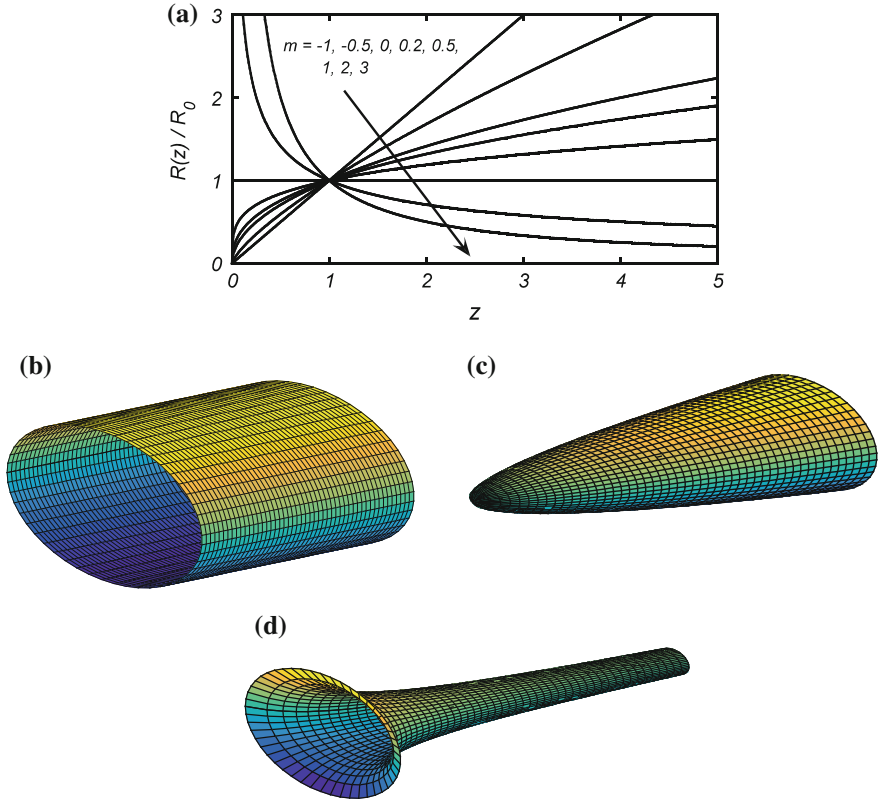 (a)
3
2
1
0
R(z) / R0
m = -1, -0.5, 0, 0.2, 0.5,
1, 2, 3
0 1 2 3 4 5
z
(b)
(c)
(d)